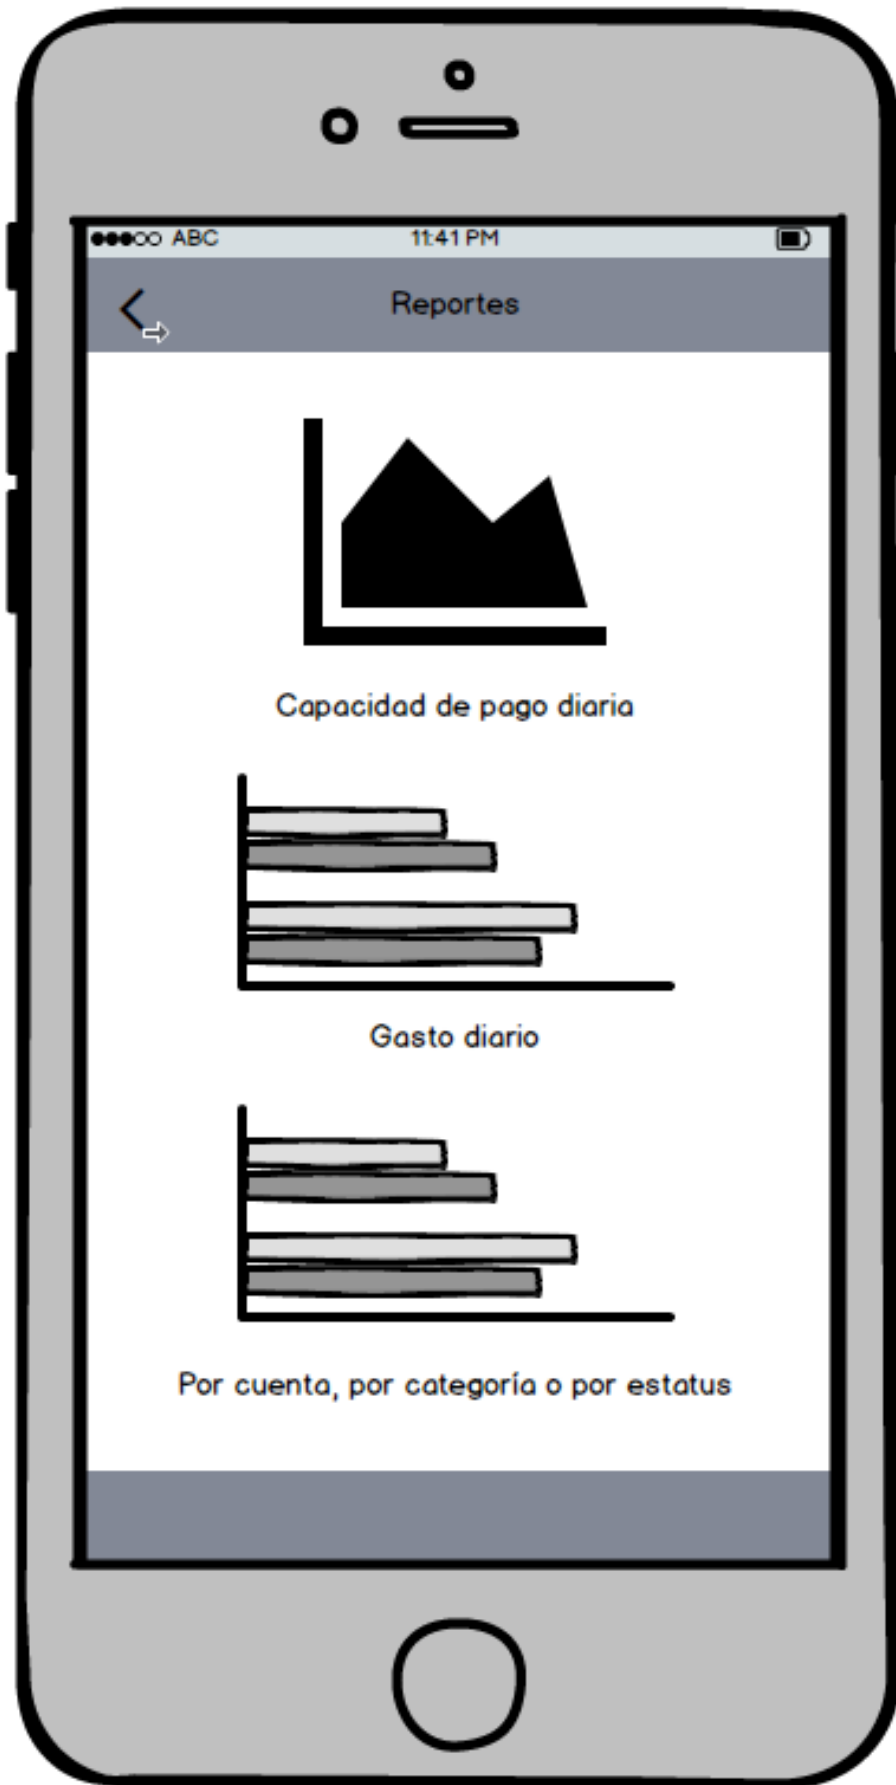 ABC 11:41 PM
Reportes
Capacidad de pago diaria
Gasto diario
Por cuenta, por categoría o por estatus